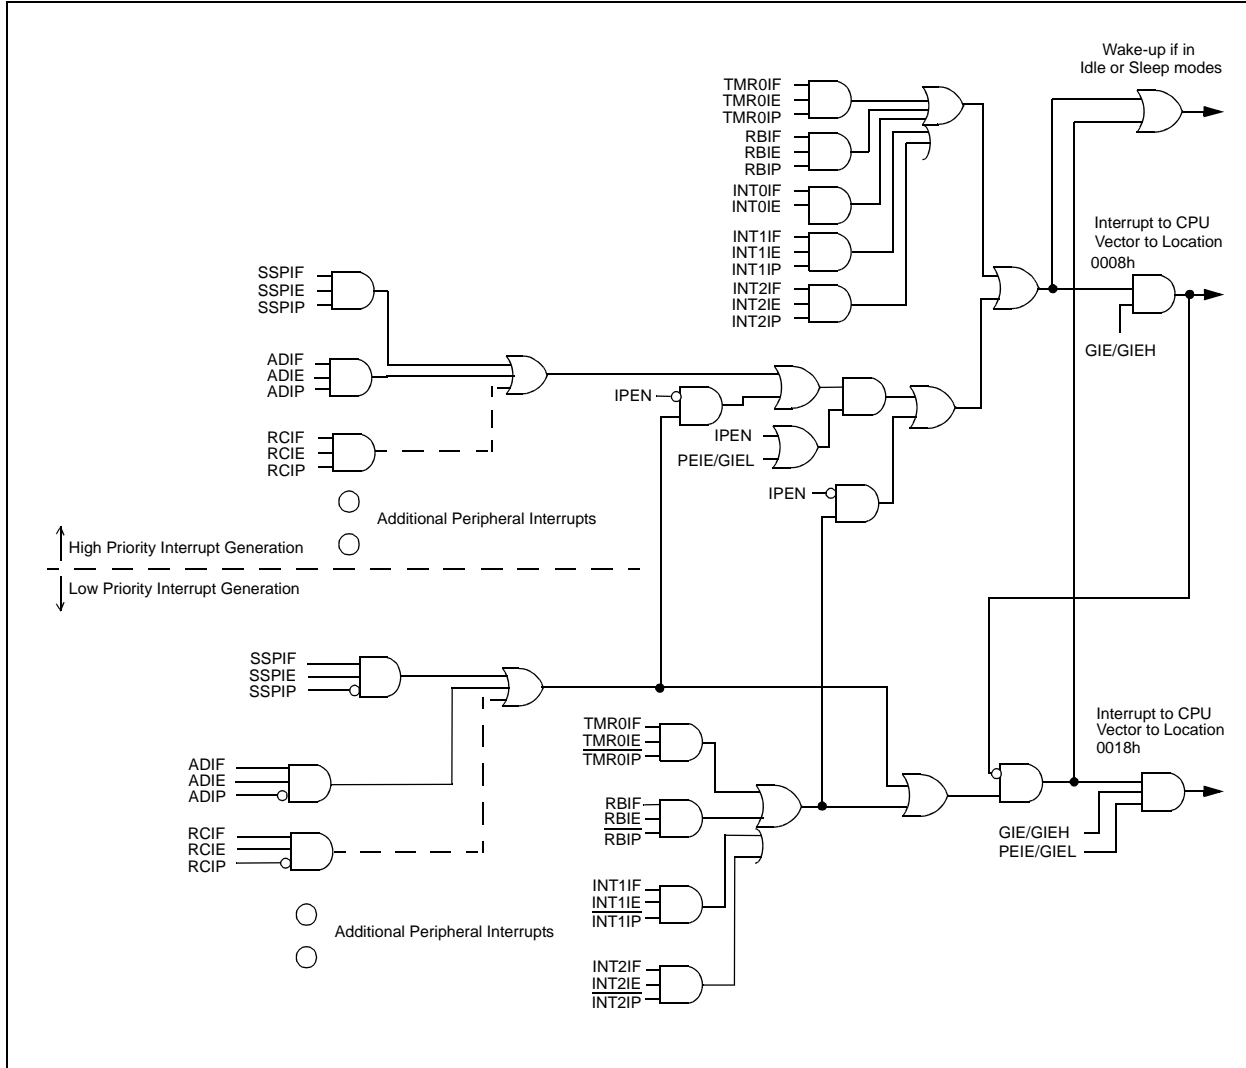 Wake-up if in
Idle or Sleep modes
TMR0IF
TMR0IE
TMR0IP
RBIF
RBIE
RBIP
INT0IF
INT0IE
INT1IF
INT1IE
INT1IP
INT2IF
INT2IE
INT2IP
Interrupt to CPU
Vector to Location
0008h
GIE/GIEH
SSPIF
SSPIE
SSPIP
ADIF
ADIE
ADIP
RCIF
RCIE
RCIP
IPEN
IPEN
PEIE/GIEL
IPEN
Additional Peripheral Interrupts
High Priority Interrupt Generation
Low Priority Interrupt Generation
SSPIF
SSPIE
SSPIP
ADIF
ADIE
ADIP
RCIF
RCIE
RCIP
Additional Peripheral Interrupts
TMR0IF
TMR0IE
TMR0IP
RBIF
RBIE
RBIP
INT1IF
INT1IE
INT1IP
INT2IF
INT2IE
INT2IP
Interrupt to CPU
Vector to Location
0018h
GIE/GIEH
PEIE/GIEL